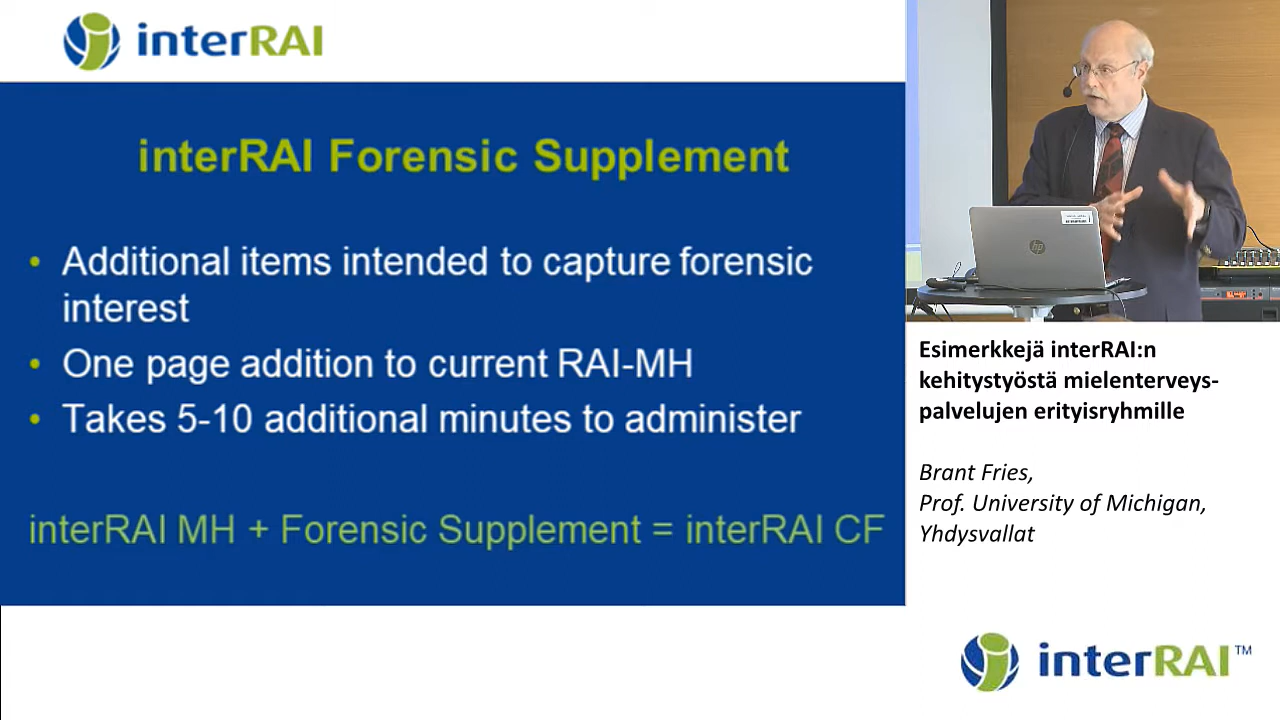 interRAI
interRAI Forensic Supplement
• Additional items intended to capture forensic
interest
• One page addition to current RAI-MH
• Takes 5-10 additional minutes to administer
interRAI MH + Forensic Supplement = interRAI CF
hp
Esimerkkejä interRAI:n
kehitystyöstä mielenterveys-
palvelujen erityisryhmille
Brant Fries,
Prof. University of Michigan,
Yhdysvallat
interRAI™